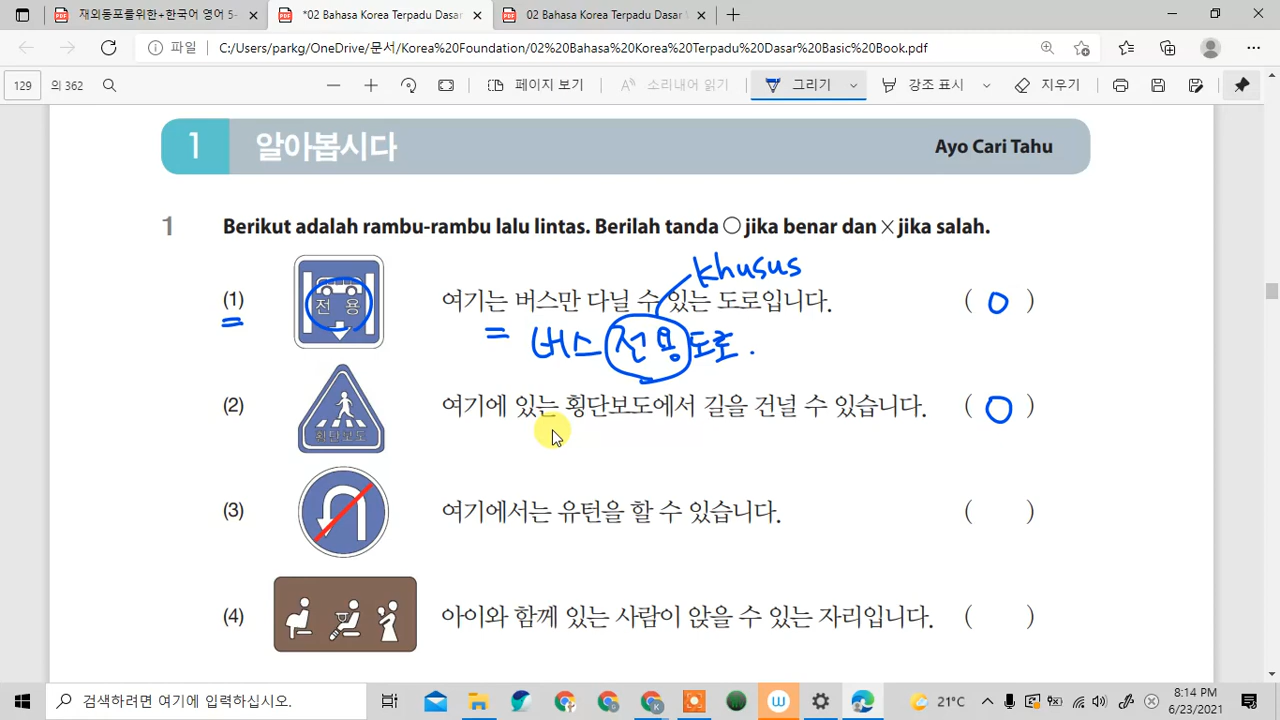 재외동포를위한+한국어 영어 5-
*02 Bahasa Korea Terpadu Dasar
02 Bahasa Korea Terpadu Dasar
파일
C:/Users/parkg/OneDrive/문서/Korea%20Foundation/02%20Bahasa%20Korea%20Terpadu%20Dasar%20Basic%20Book.pdf
129 의 362
페이지 보기
소리내어 읽기
그리기
강조 표시
지우기
1 알아봅시다 Ayo Cari Tahu
1 Berikut adalah rambu-rambu lalu lintas. Berilah tanda ○ jika benar dan × jika salah.
khusus
(1) 전 용 여기는 버스만 다닐 수 있는 도로입니다. ( O )
= 버스 전용 도로.
(2) 횡단보도 여기에 있는 횡단보도에서 길을 건널 수 있습니다. ( O )
(3) 여기에서는 유턴을 할 수 있습니다. ( )
(4) 아이와 함께 있는 사람이 앉을 수 있는 자리입니다. ( )
검색하려면 여기에 입력하십시오.
21°C
8:14 PM
6/23/2021